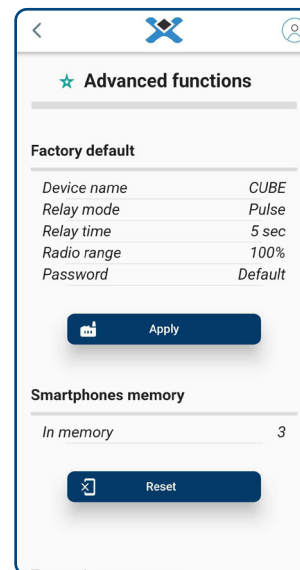 Advanced functions
Factory default
Device name CUBE
Relay mode Pulse
Relay time 5 sec
Radio range 100%
Password Default
Apply
Smartphones memory
In memory 3
Reset